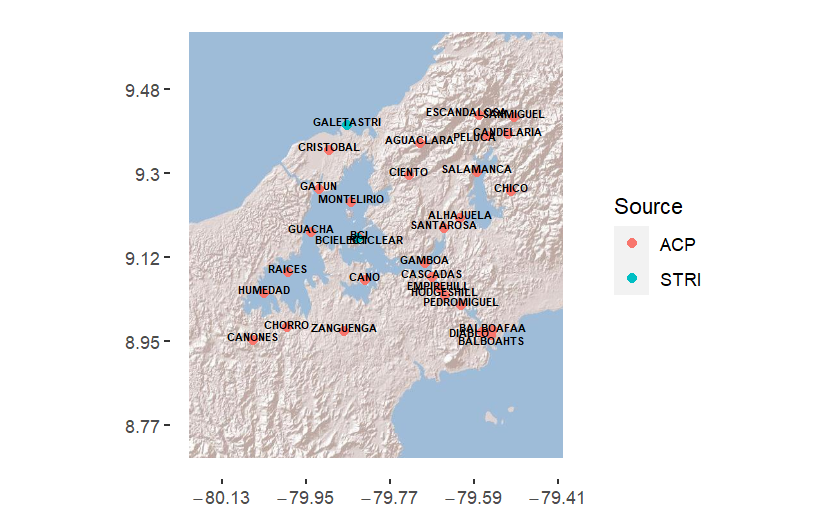 9.48
9.3
9.12
8.95
8.77
ESCANDALOSA
SANMIGUEL
GALETASTRI
CANDELARIA
PELUCA
AGUACLARA
CRISTOBAL
SALAMANCA
CIENTO
GATUN
CHICO
MONTELIRIO
ALHAJUELA
SANTAROSA
GUACHA
BCI
BCICLEAR
GAMBOA
RAICES
CASCADAS
CANO
EMPIREHILL
HUMEDAD
HODGESHILL
PEDROMIGUEL
CHORRO
ZANGUENGA
BALBOAFAA
DIABLO
CANONES
BALBOAHTS
−80.13
−79.95
−79.77
−79.59
−79.41
Source
ACP
STRI